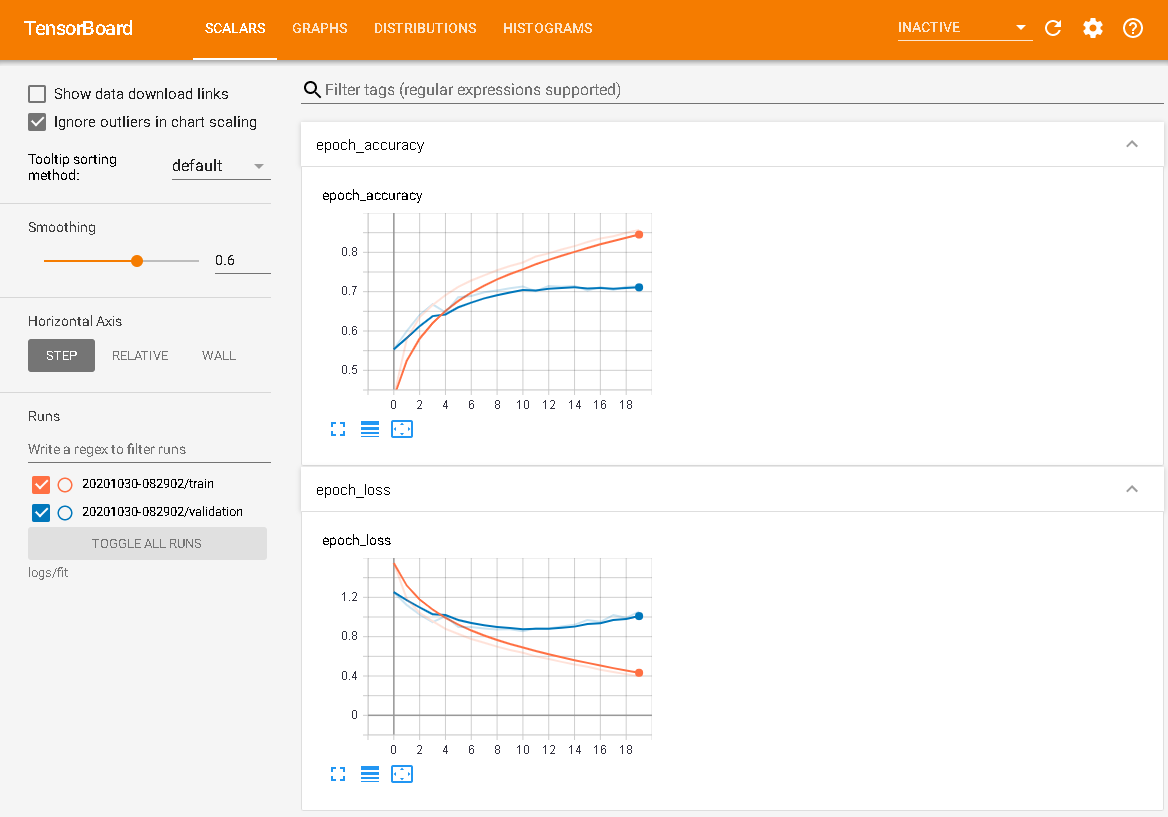 TensorBoard
SCALARS
GRAPHS
DISTRIBUTIONS
HISTOGRAMS
INACTIVE
Show data download links
Ignore outliers in chart scaling
Tooltip sorting
method:
default
Smoothing
0.6
Horizontal Axis
STEP
RELATIVE
WALL
Runs
Write a regex to filter runs
20201030-082902/train
20201030-082902/validation
TOGGLE ALL RUNS
logs/fit
Filter tags (regular expressions supported)
epoch_accuracy
epoch_accuracy
0.8
0.7
0.6
0.5
0 2 4 6 8 10 12 14 16 18
epoch_loss
epoch_loss
1.2
0.8
0.4
0
0 2 4 6 8 10 12 14 16 18